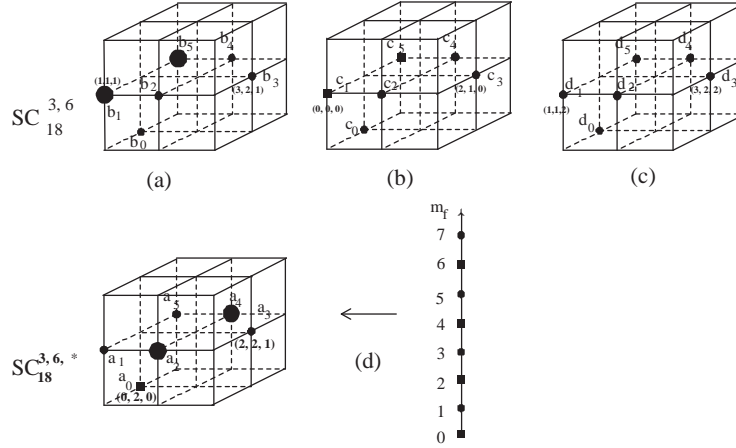 SC 3, 6 18
b5 b4
(1,1,1) b2 b3
b1 (3, 2, 1)
b0
(a)
c5 c4
c1 c2 c3
(0, 0, 0) (2, 1, 0)
c0
(b)
d5 d4
d1 d2 d3
(1,1,2) (3, 2, 2)
d0
(c)
SC 3, 6, * 18
a5 a4 a3
a1 a2 (2, 2, 1)
a0
(0, 2, 0)
(d)
mf
7
6
5
4
3
2
1
0